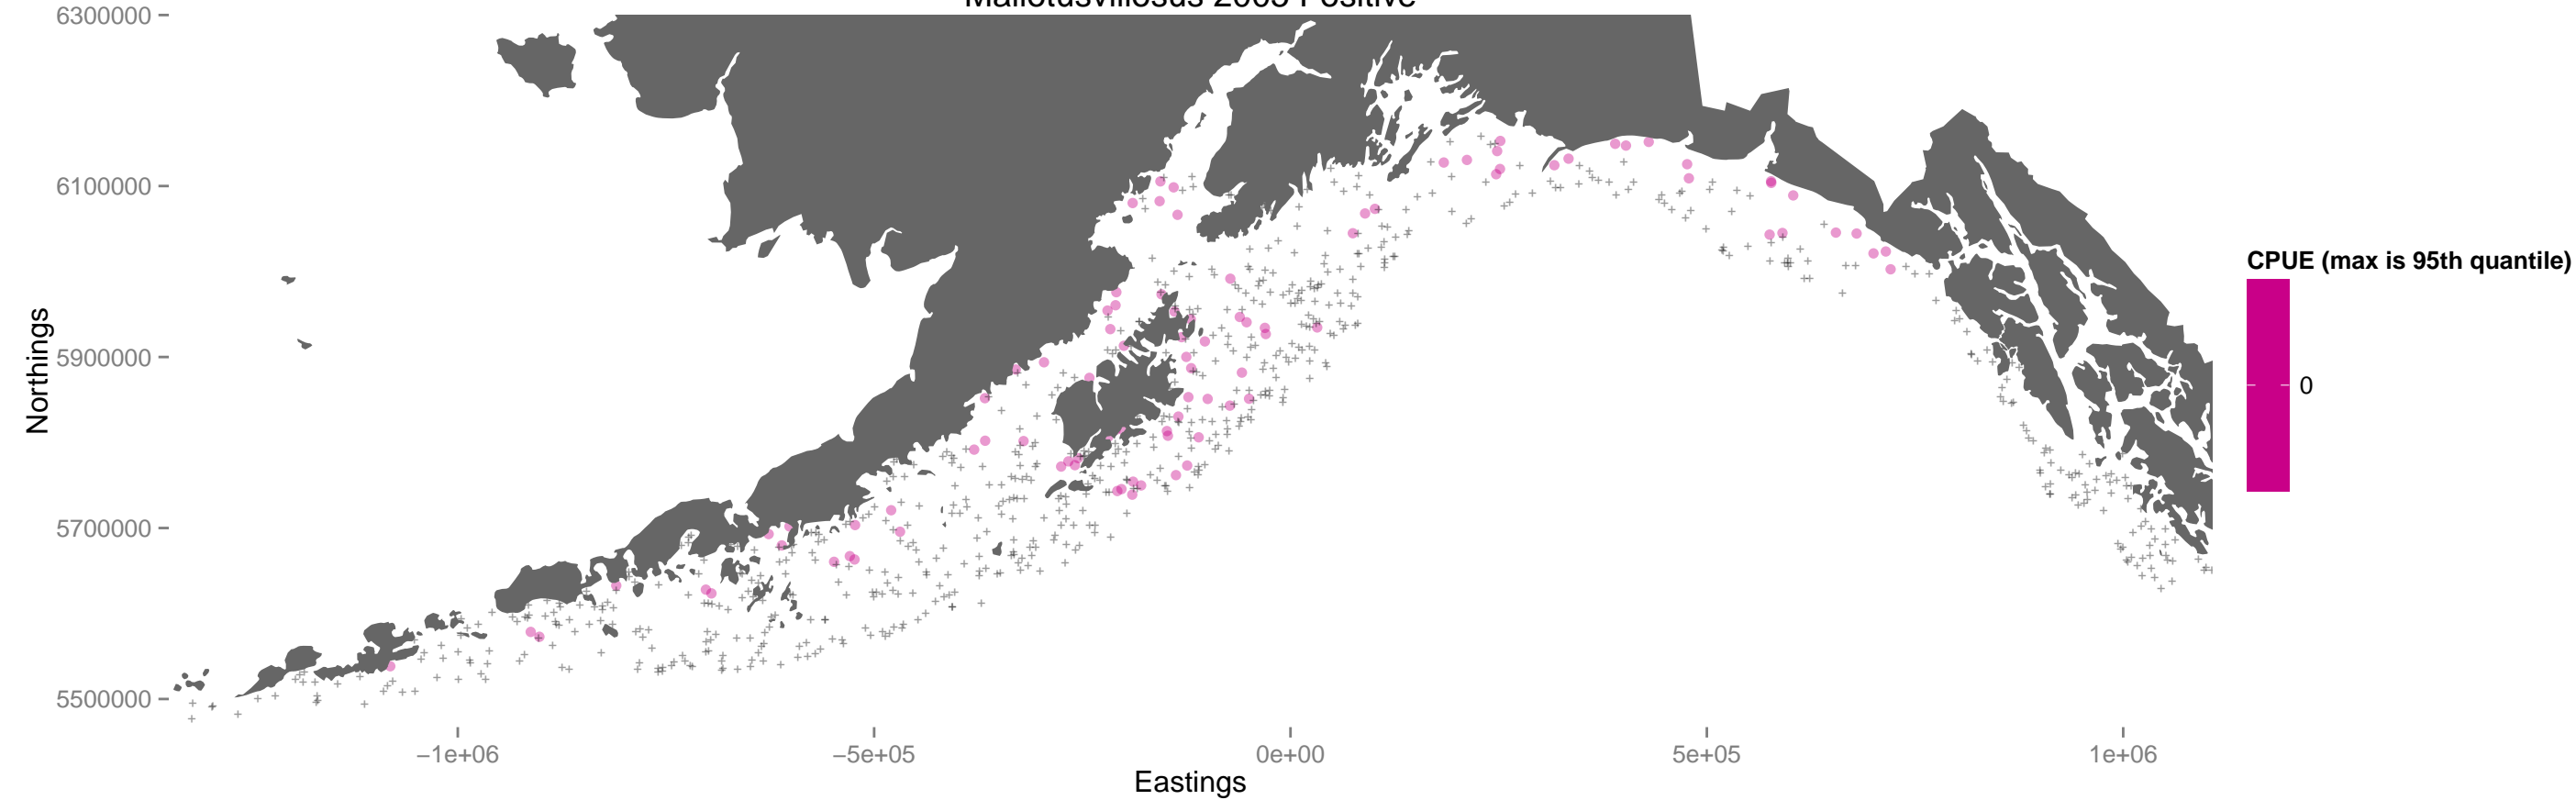 6300000
6100000
5900000
5700000
5500000
Northings
−1e+06
−5e+05
0e+00
5e+05
1e+06
Eastings
CPUE (max is 95th quantile)
0